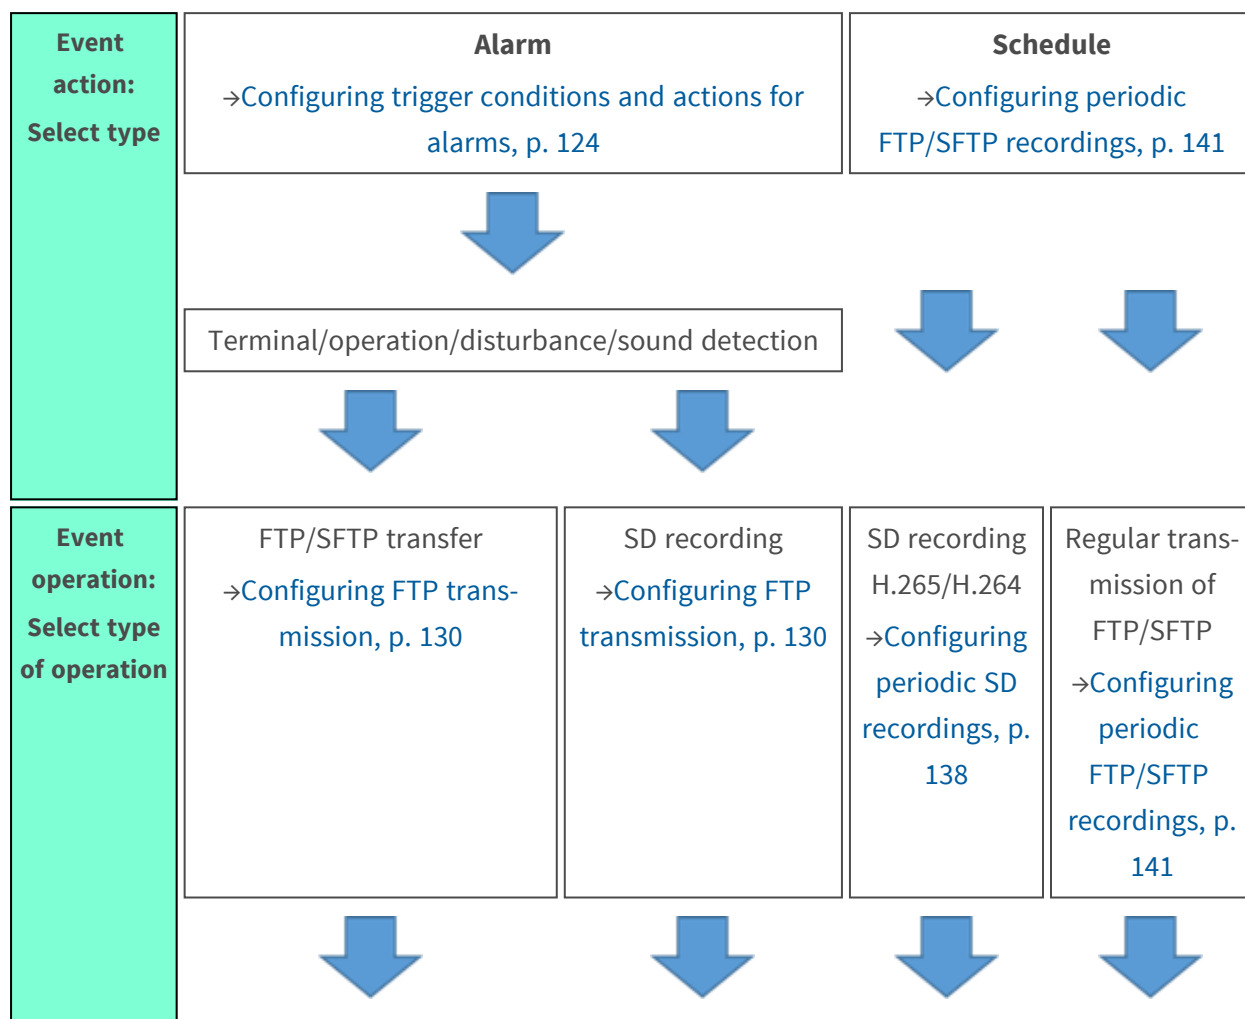 Event
action:
Select type
Alarm
→Configuring trigger conditions and actions for
alarms, p. 124
Schedule
→Configuring periodic
FTP/SFTP recordings, p. 141
Terminal/operation/disturbance/sound detection
Event
operation:
Select type
of operation
FTP/SFTP transfer
→Configuring FTP trans-
mission, p. 130
SD recording
→Configuring FTP
transmission, p. 130
SD recording
H.265/H.264
→Configuring
periodic SD
recordings, p.
138
Regular trans-
mission of
FTP/SFTP
→Configuring
periodic
FTP/SFTP
recordings, p.
141